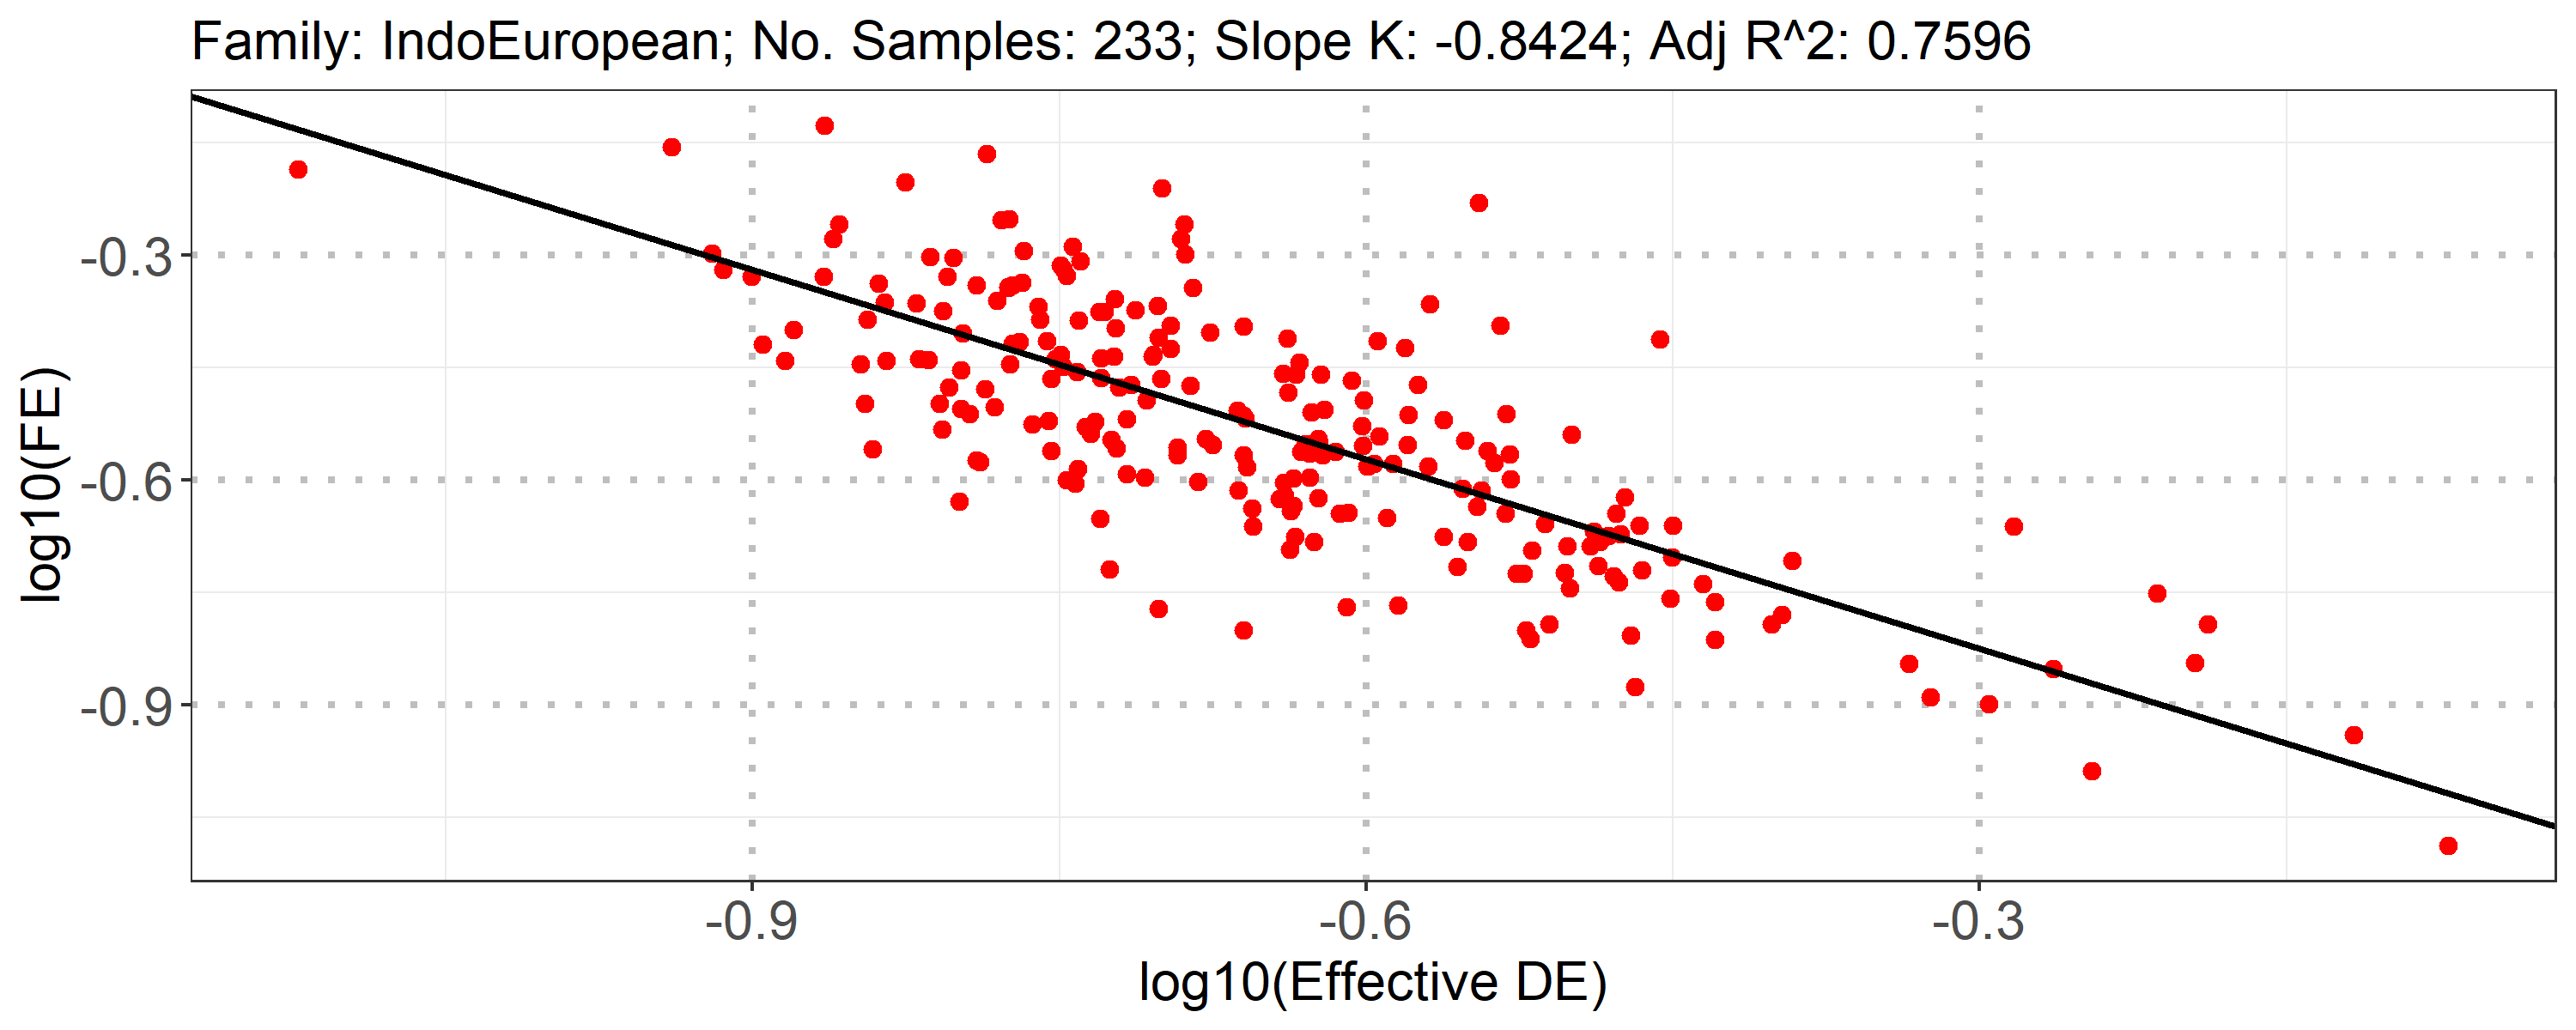 Family: IndoEuropean; No. Samples: 233; Slope K: -0.8424; Adj R^2: 0.7596
log10(FE)
-0.3
-0.6
-0.9
-0.9
-0.6
-0.3
log10(Effective DE)